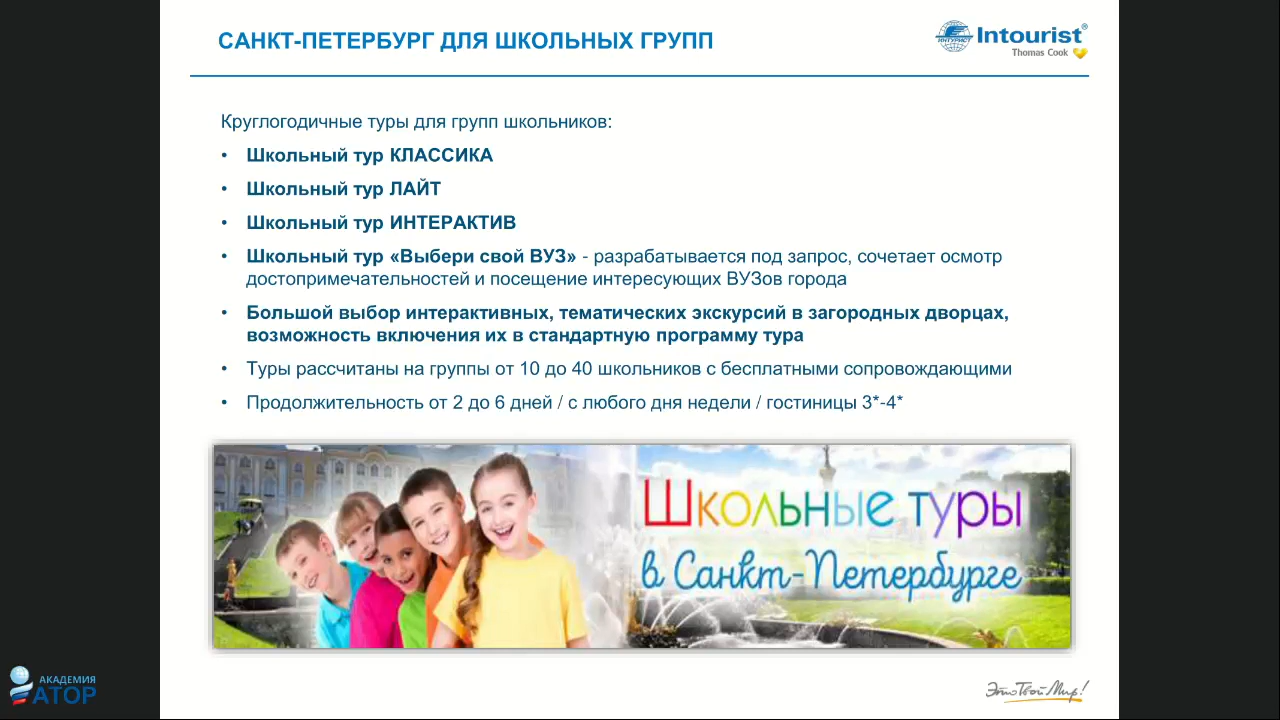 САНКТ-ПЕТЕРБУРГ ДЛЯ ШКОЛЬНЫХ ГРУПП
ИНТУРИСТ
Intourist®
Thomas Cook
Круглогодичные туры для групп школьников:
• Школьный тур КЛАССИКА
• Школьный тур ЛАЙТ
• Школьный тур ИНТЕРАКТИВ
• Школьный тур «Выбери свой ВУЗ» - разрабатывается под запрос, сочетает осмотр
достопримечательностей и посещение интересующих ВУЗов города
• Большой выбор интерактивных, тематических экскурсий в загородных дворцах,
возможность включения их в стандартную программу тура
• Туры рассчитаны на группы от 10 до 40 школьников с бесплатными сопровождающими
• Продолжительность от 2 до 6 дней / с любого дня недели / гостиницы 3*-4*
Школьные туры
в Санкт-Петербурге
АКАДЕМИЯ
АТОР
Это Твой Мир!